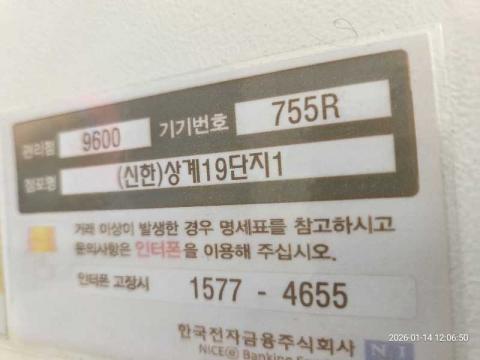 관리점 9600 기기번호 755R
점포명 (신한)상계19단지1
거래 이상이 발생한 경우 명세표를 참고하시고
문의사항은 인터폰을 이용해 주십시오.
인터폰 고장시 1577 - 4655
한국전자금융주식회사
NICE@ Banking
2026-01-14 12:06:50